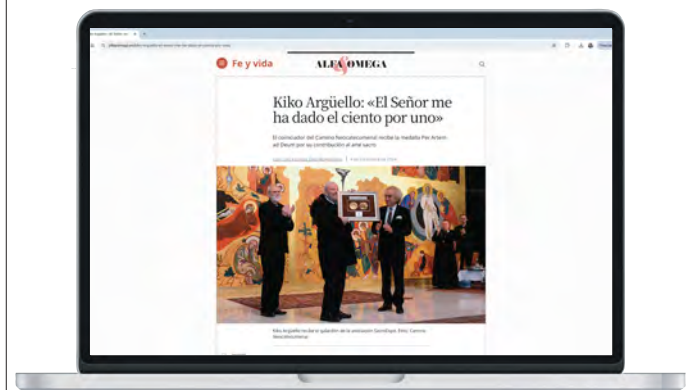 Fe y vida
ALFA & OMEGA
Kiko Argüello: «El Señor me
ha dado el ciento por uno»
El coiniciador del Camino Neocatecumenal recibe la medalla Per Artem
ad Deum por su contribución al arte sacro
Kiko Argüello recibe el galardón de la
Camino
Neocatecumenal